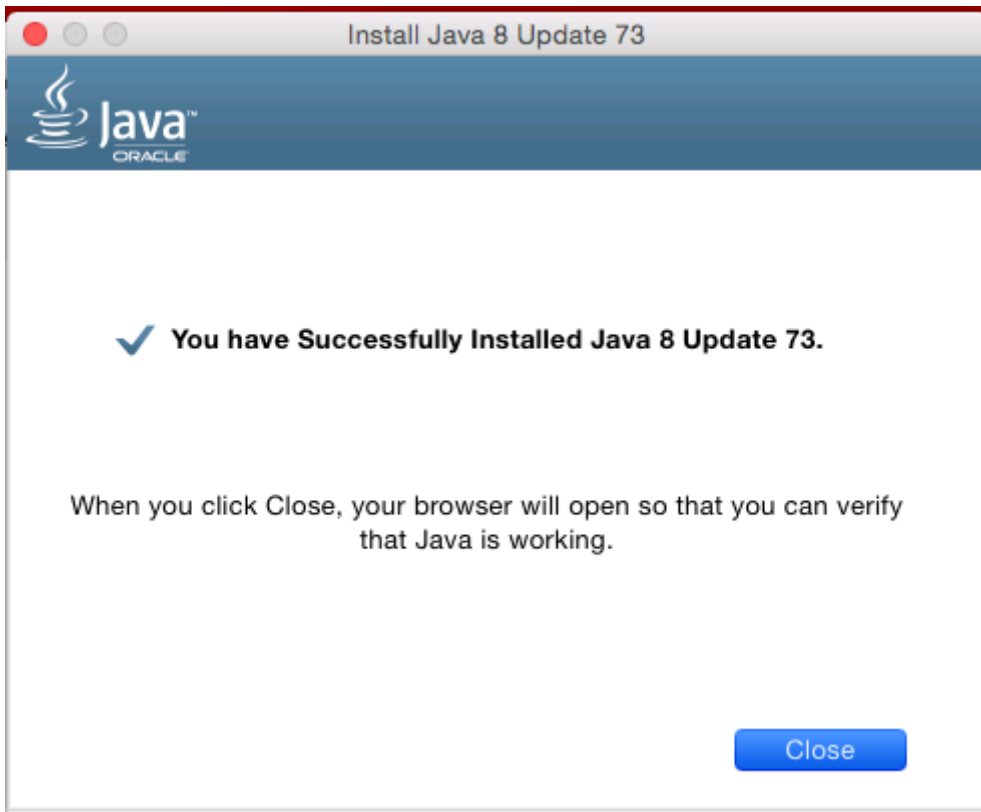 Install Java 8 Update 73
Java™
ORACLE
You have Successfully Installed Java 8 Update 73.
When you click Close, your browser will open so that you can verify
that Java is working.
Close